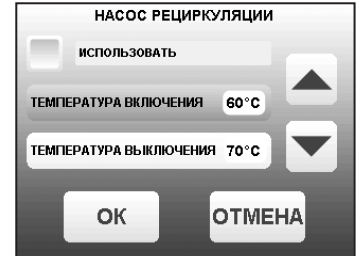 НАСОС РЕЦИРКУЛЯЦИИ
ИСПОЛЬЗОВАТЬ
ТЕМПЕРАТУРА ВКЛЮЧЕНИЯ 60°C
ТЕМПЕРАТУРА ВЫКЛЮЧЕНИЯ 70°C
ОК ОТМЕНА